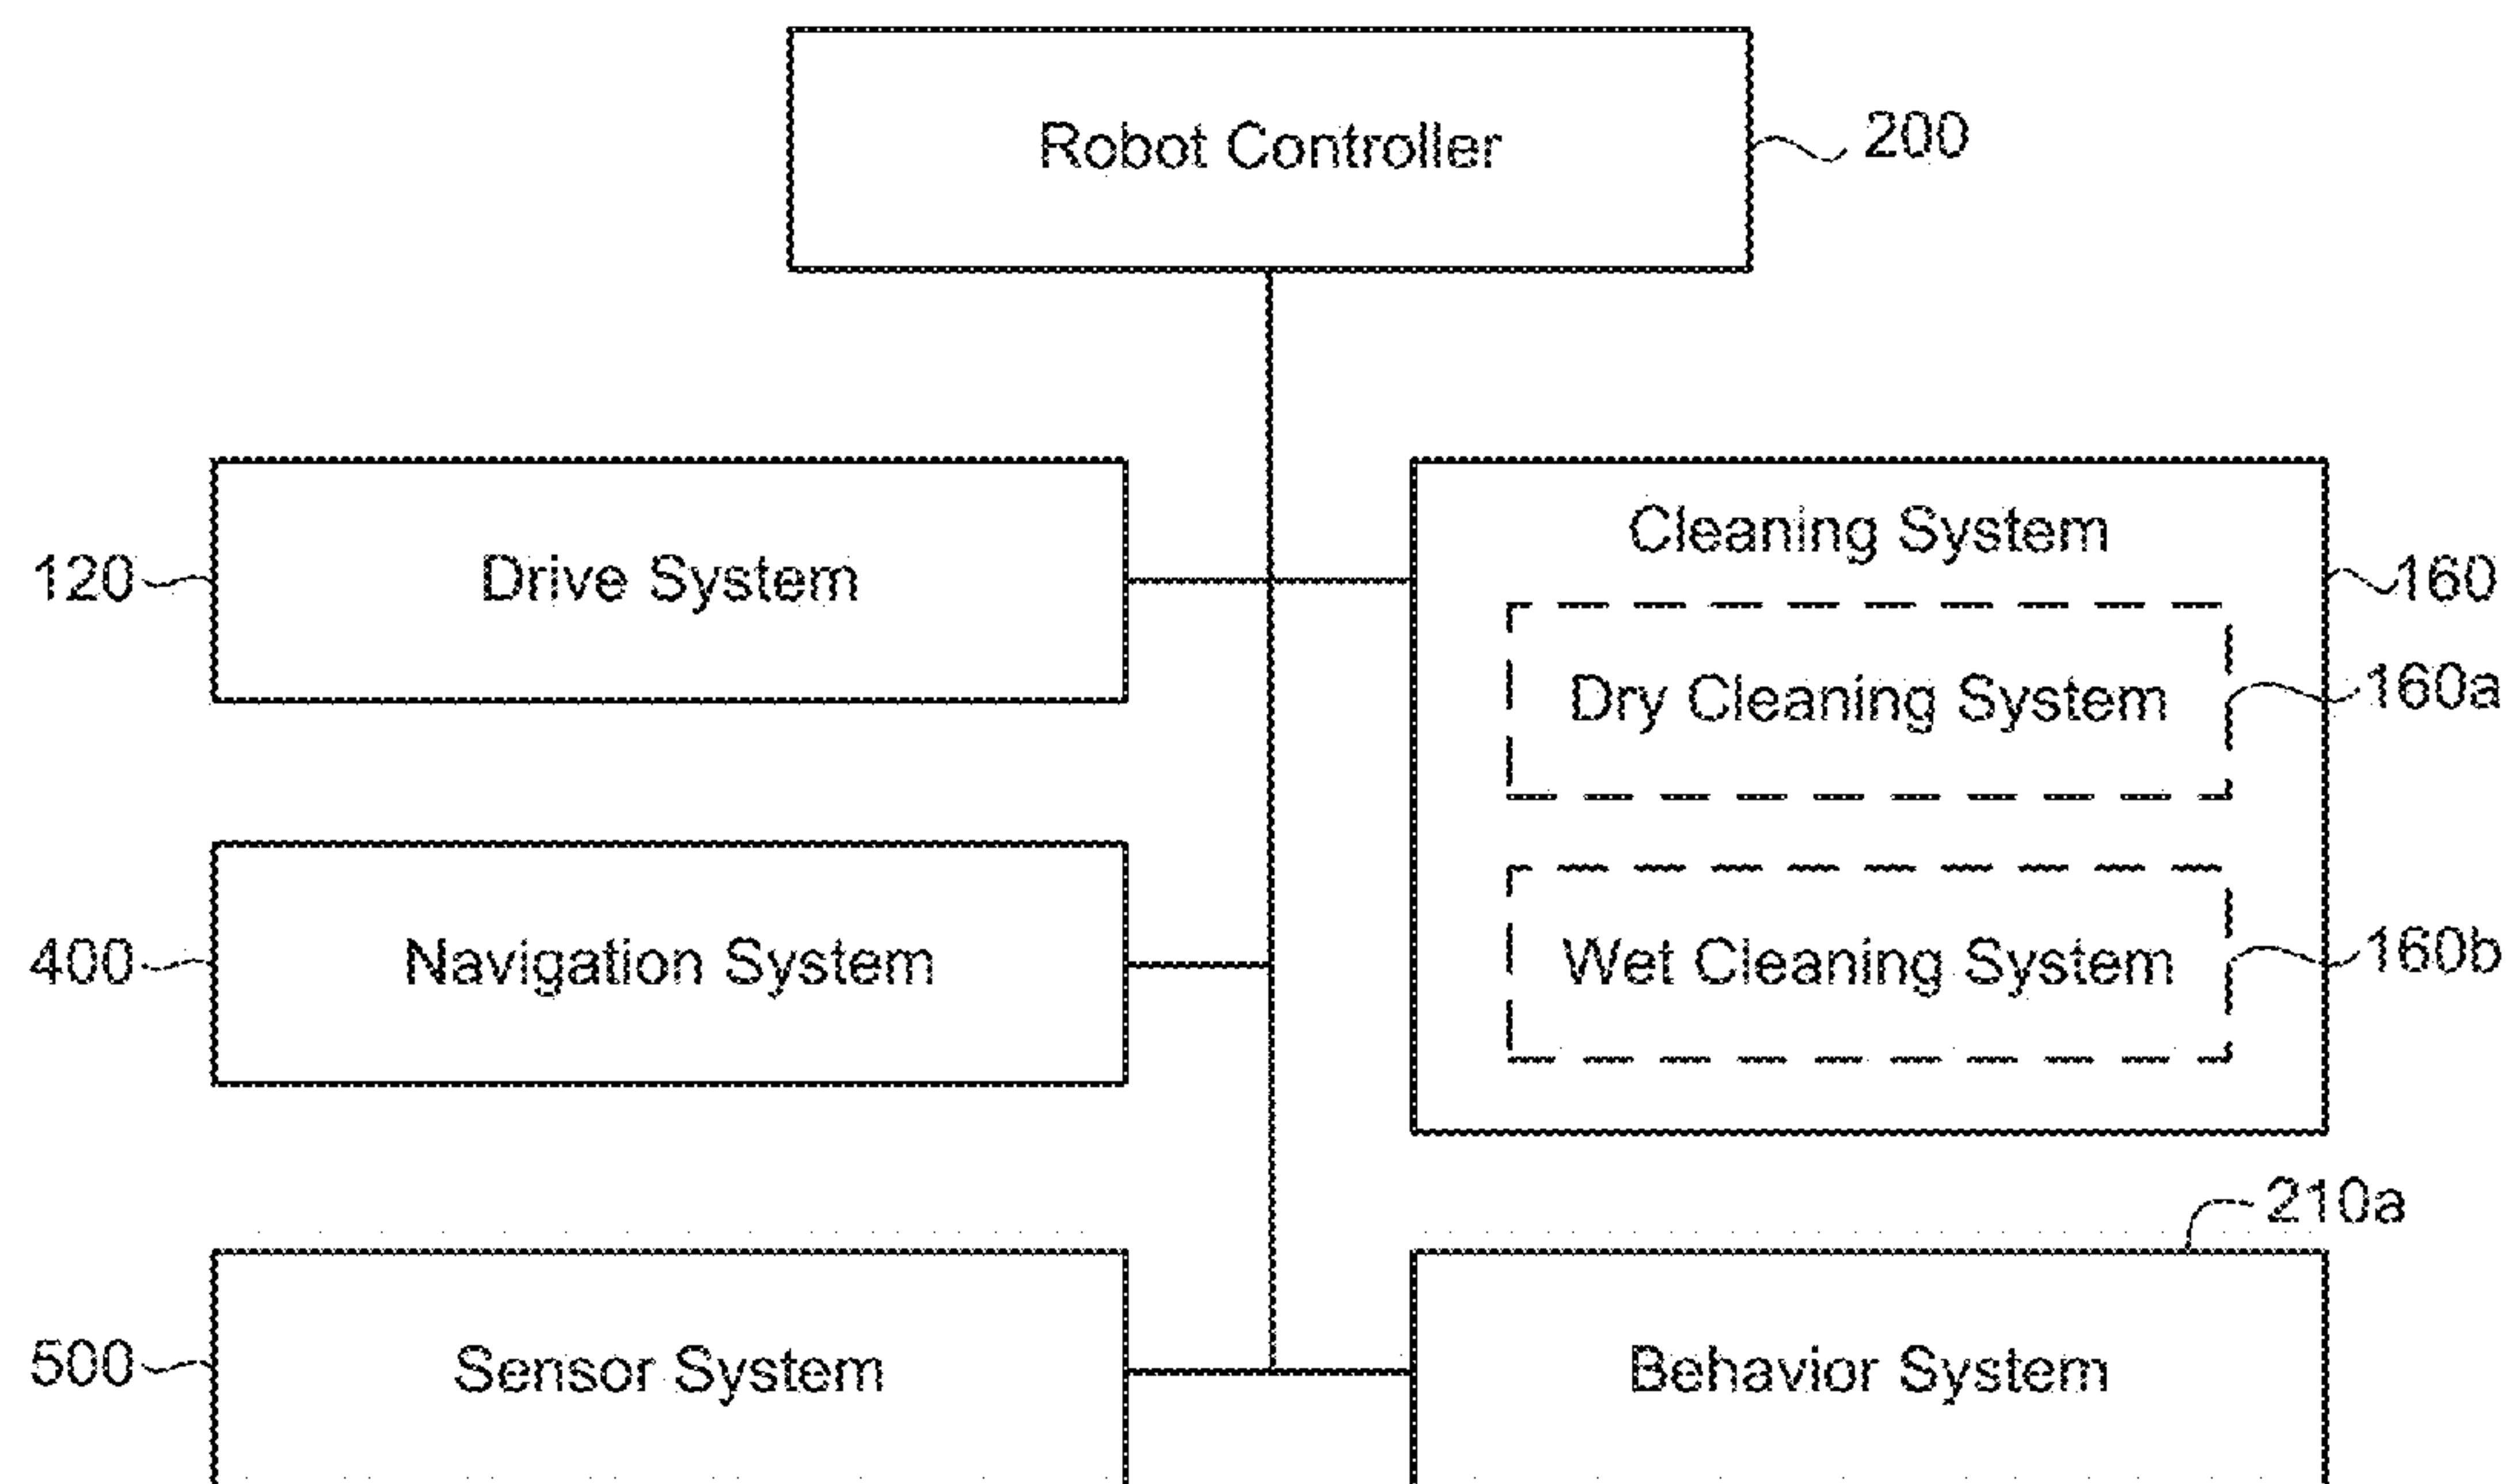 Robot Controller
200
Drive System
120
Cleaning System
160
Dry Cleaning System
160a
Navigation System
400
Wet Cleaning System
160b
210a
Sensor System
500
Behavior System